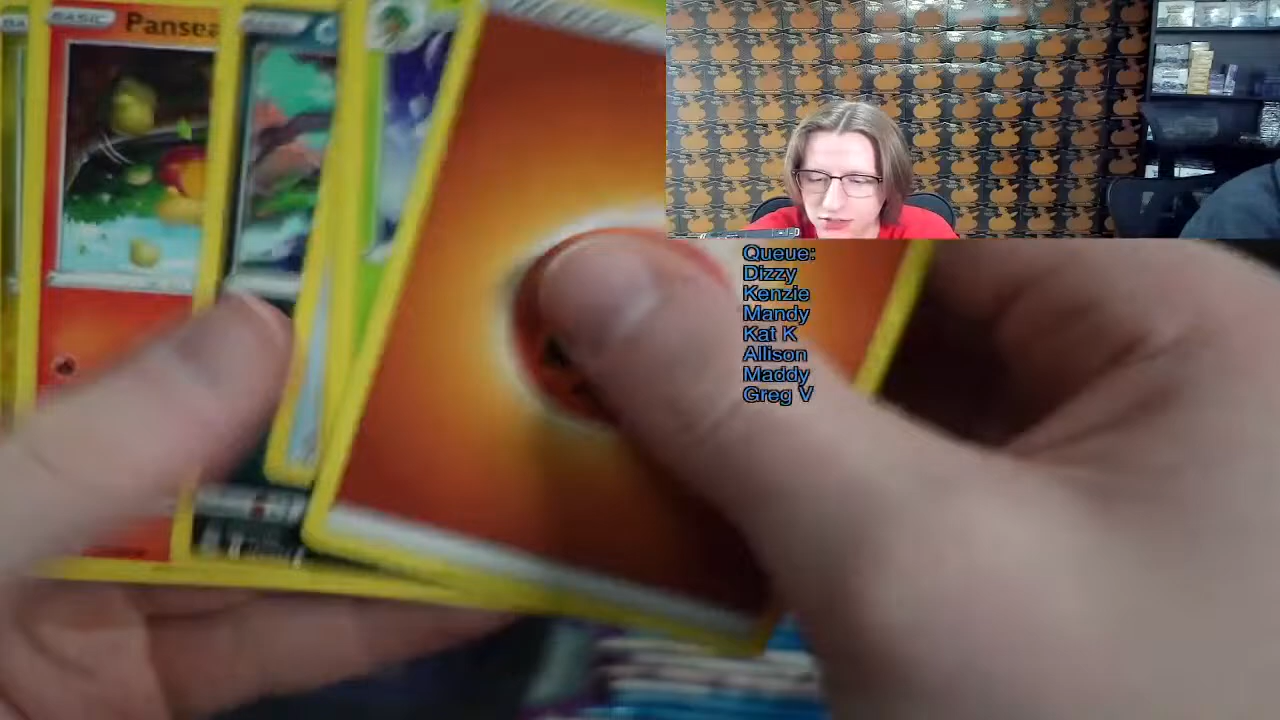 BASIC Pansea
Queue:
Dizzy
Kenzie
Mandy
Kat K
Allison
Maddy
Greg V